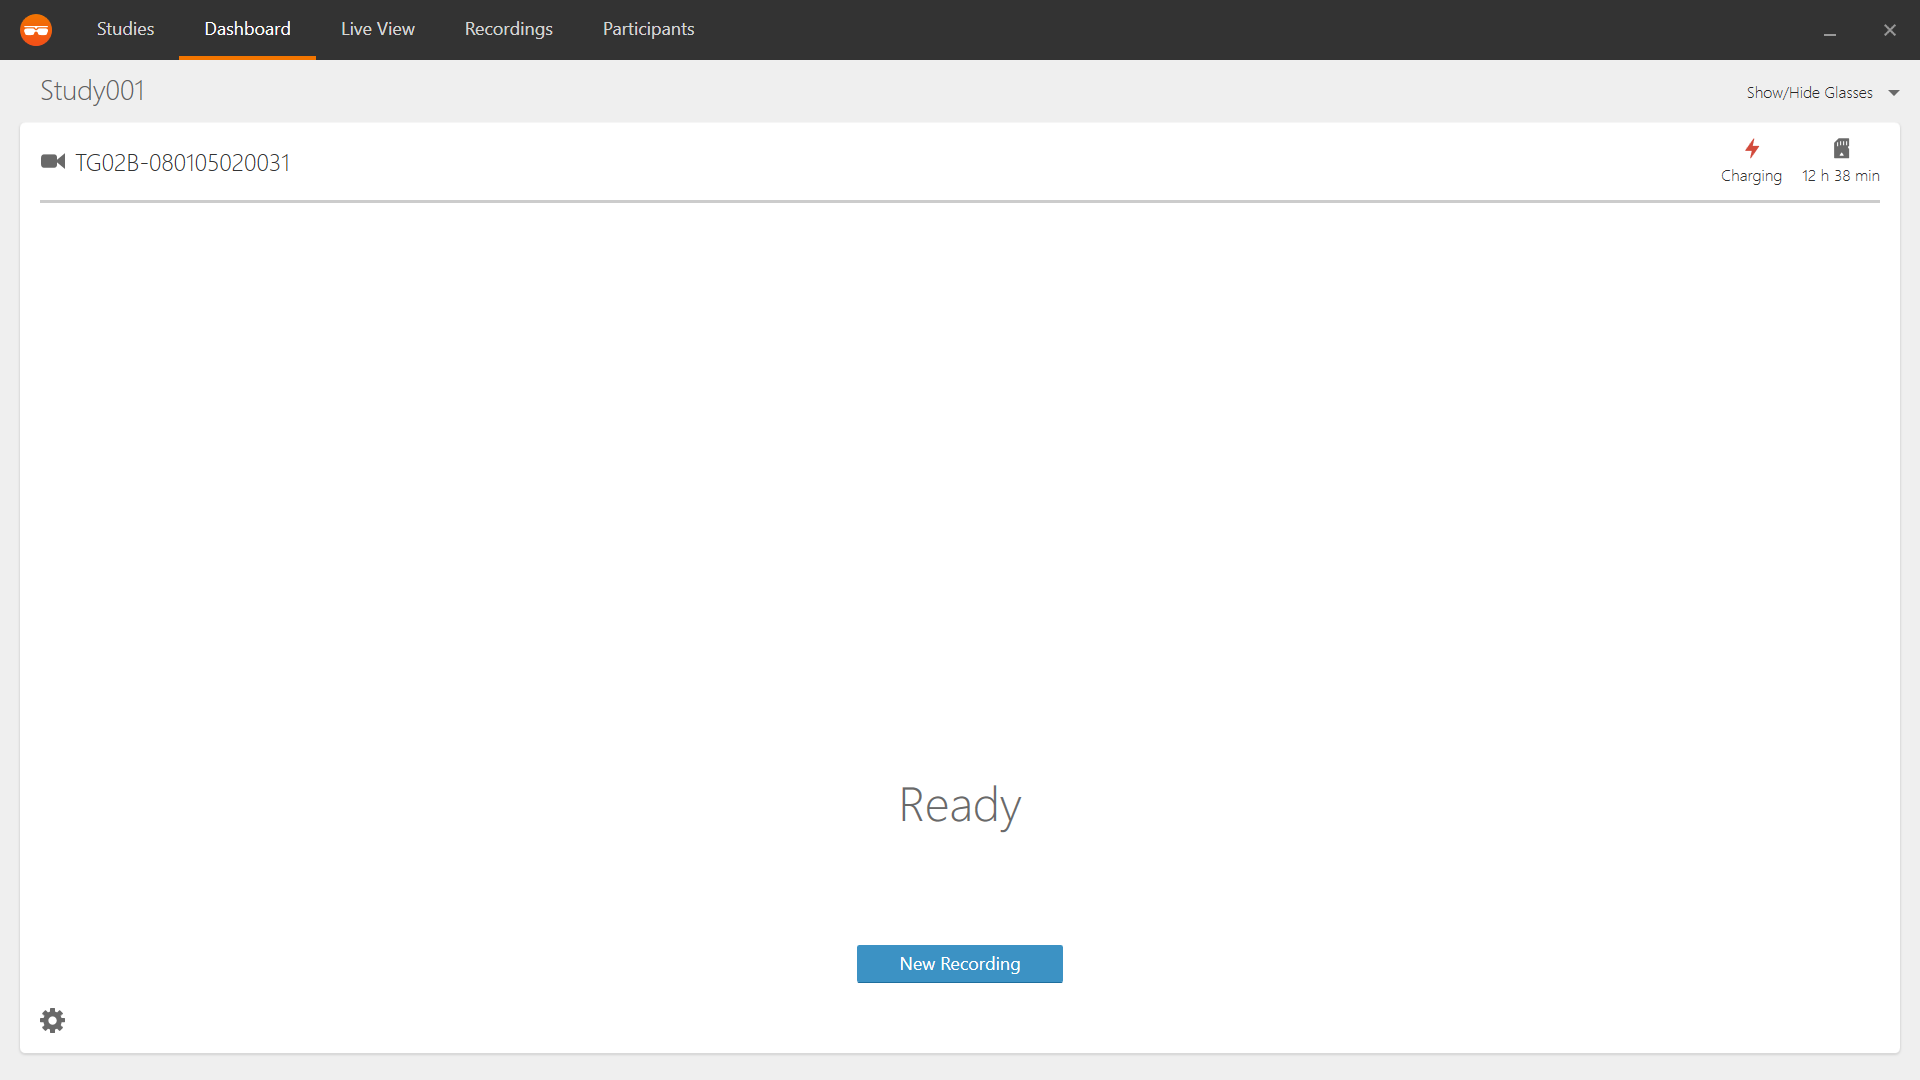 Studies Dashboard Live View Recordings Participants
Study001 Show/Hide Glasses
TG02B-080105020031
Charging 12 h 38 min
Ready
New Recording